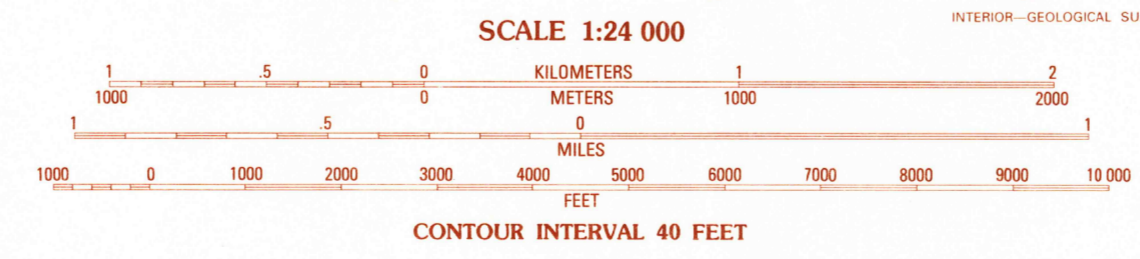 INTERIOR—GEOLOGICAL SU
SCALE 1:24 000
1 .5 0 KILOMETERS 1 2
1000 0 METERS 1000 2000
1 .5 0 1
MILES
1000 0 1000 2000 3000 4000 5000 6000 7000 8000 9000 10 000
FEET
CONTOUR INTERVAL 40 FEET